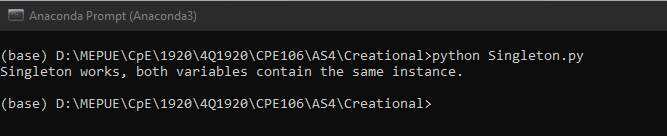 Anaconda Prompt (Anaconda3)
(base) D:\MEPUE\CpE\1920\4Q1920\CPE106\AS4\Creational>python Singleton.py
Singleton works, both variables contain the same instance.
(base) D:\MEPUE\CpE\1920\4Q1920\CPE106\AS4\Creational>